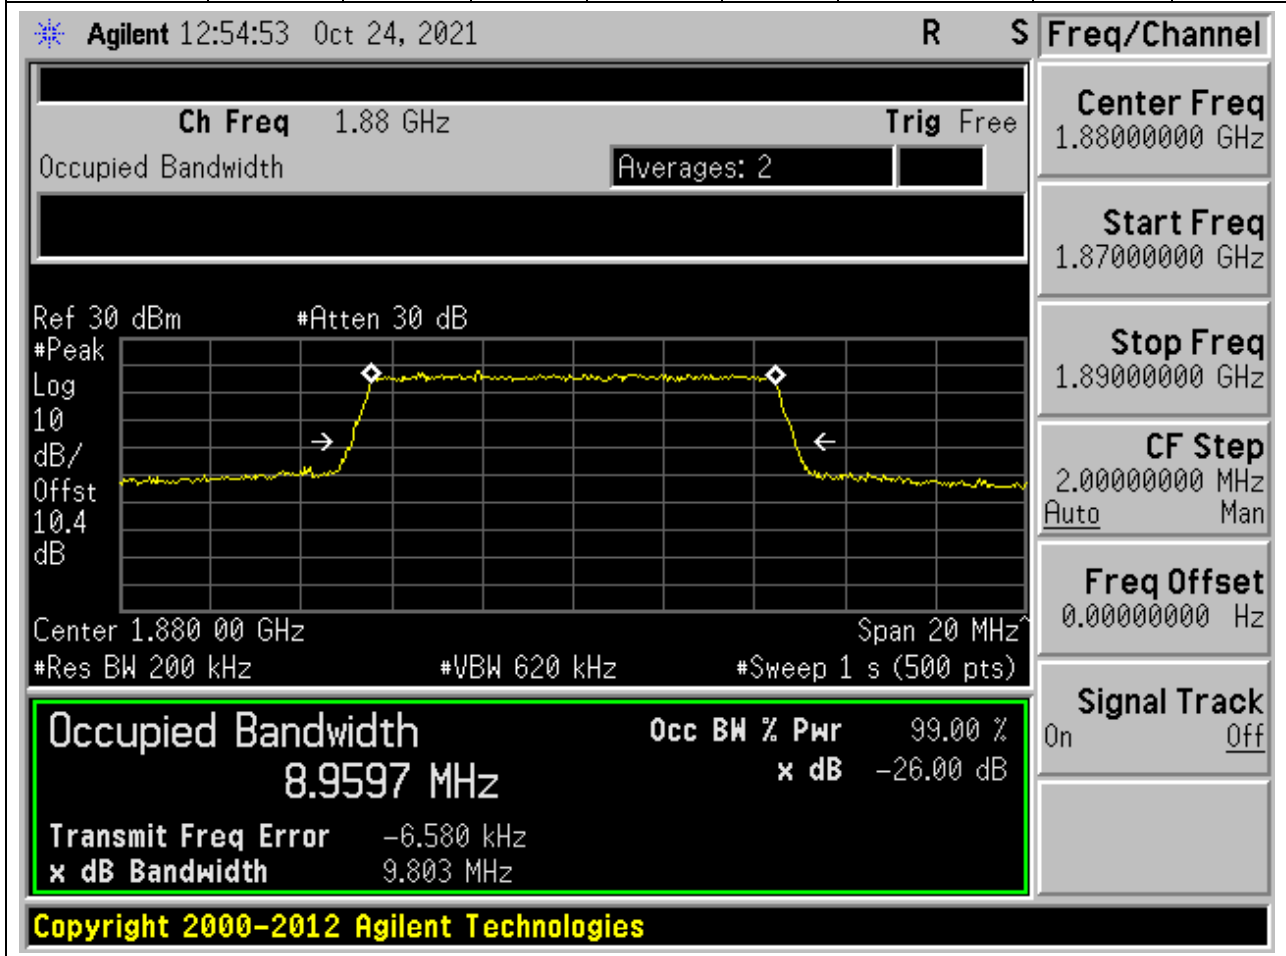 Agilent 12:54:53 Oct 24, 2021 R S Freq/Channel
Ch Freq 1.88 GHz Trig Free
Occupied Bandwidth Averages: 2
Center Freq
1.88000000 GHz
Start Freq
1.87000000 GHz
Stop Freq
1.89000000 GHz
CF Step
2.00000000 MHz
Auto Man
Freq Offset
0.00000000 Hz
Signal Track
On Off
Ref 30 dBm #Atten 30 dB
#Peak
Log
10
dB/
Offst
10.4
dB
Center 1.880 00 GHz Span 20 MHz^
#Res BW 200 kHz #VBW 620 kHz #Sweep 1 s (500 pts)
Occupied Bandwidth Occ BW % Pwr 99.00 %
8.9597 MHz x dB -26.00 dB
Transmit Freq Error -6.580 kHz
x dB Bandwidth 9.803 MHz
Copyright 2000-2012 Agilent Technologies